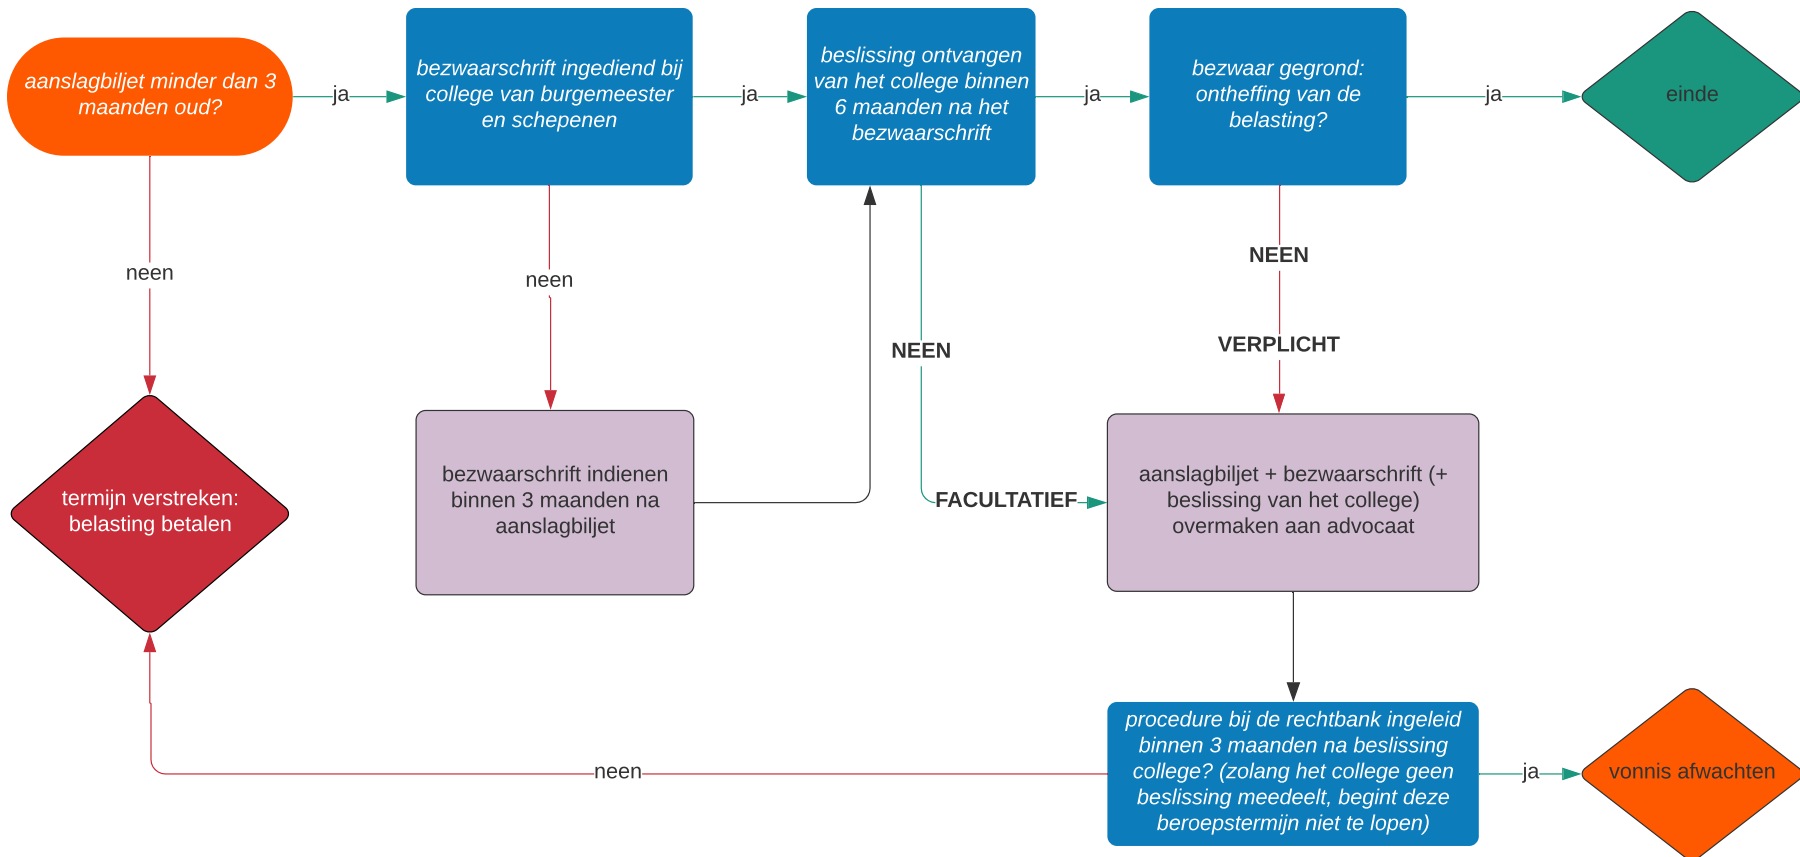 aanslagbiljet minder dan 3
maanden oud?
ja
bezwaarschrift ingediend bij
college van burgemeester
en schepenen
ja
beslissing ontvangen
van het college binnen
6 maanden na het
bezwaarschrift
ja
bezwaar gegrond:
ontheffing van de
belasting?
ja
einde
neen
neen
NEEN
NEEN
VERPLICHT
termijn verstreken:
belasting betalen
bezwaarschrift indienen
binnen 3 maanden na
aanslagbiljet
FACULTATIEF
aanslagbiljet + bezwaarschrift (+
beslissing van het college)
overmaken aan advocaat
neen
procedure bij de rechtbank ingeleid
binnen 3 maanden na beslissing
college? (zolang het college geen
beslissing meedeelt, begint deze
beroepstermijn niet te lopen)
ja
vonnis afwachten